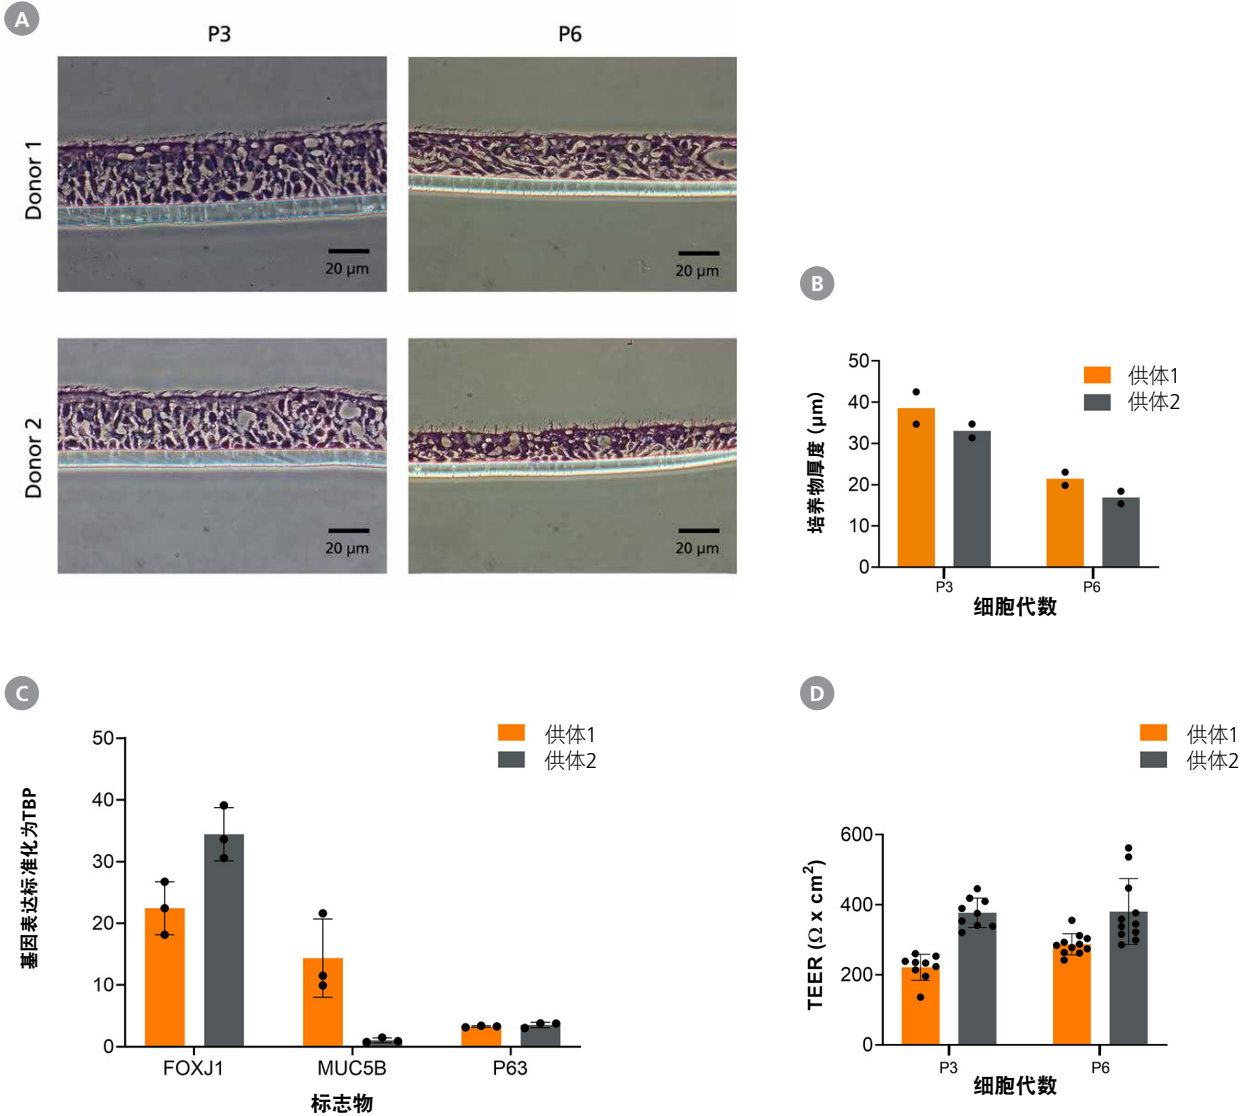 A
P3
P6
Donor 1
20 µm
20 µm
Donor 2
20 µm
20 µm
B
50
40
30
20
10
0
培养物厚度 (µm)
供体1
供体2
P3
P6
细胞代数
C
供体1
供体2
50
40
30
20
10
0
基因表达标准化为TBP
FOXJ1
MUC5B
P63
标志物
D
供体1
供体2
600
400
200
0
TEER (Ω x cm²)
P3
P6
细胞代数